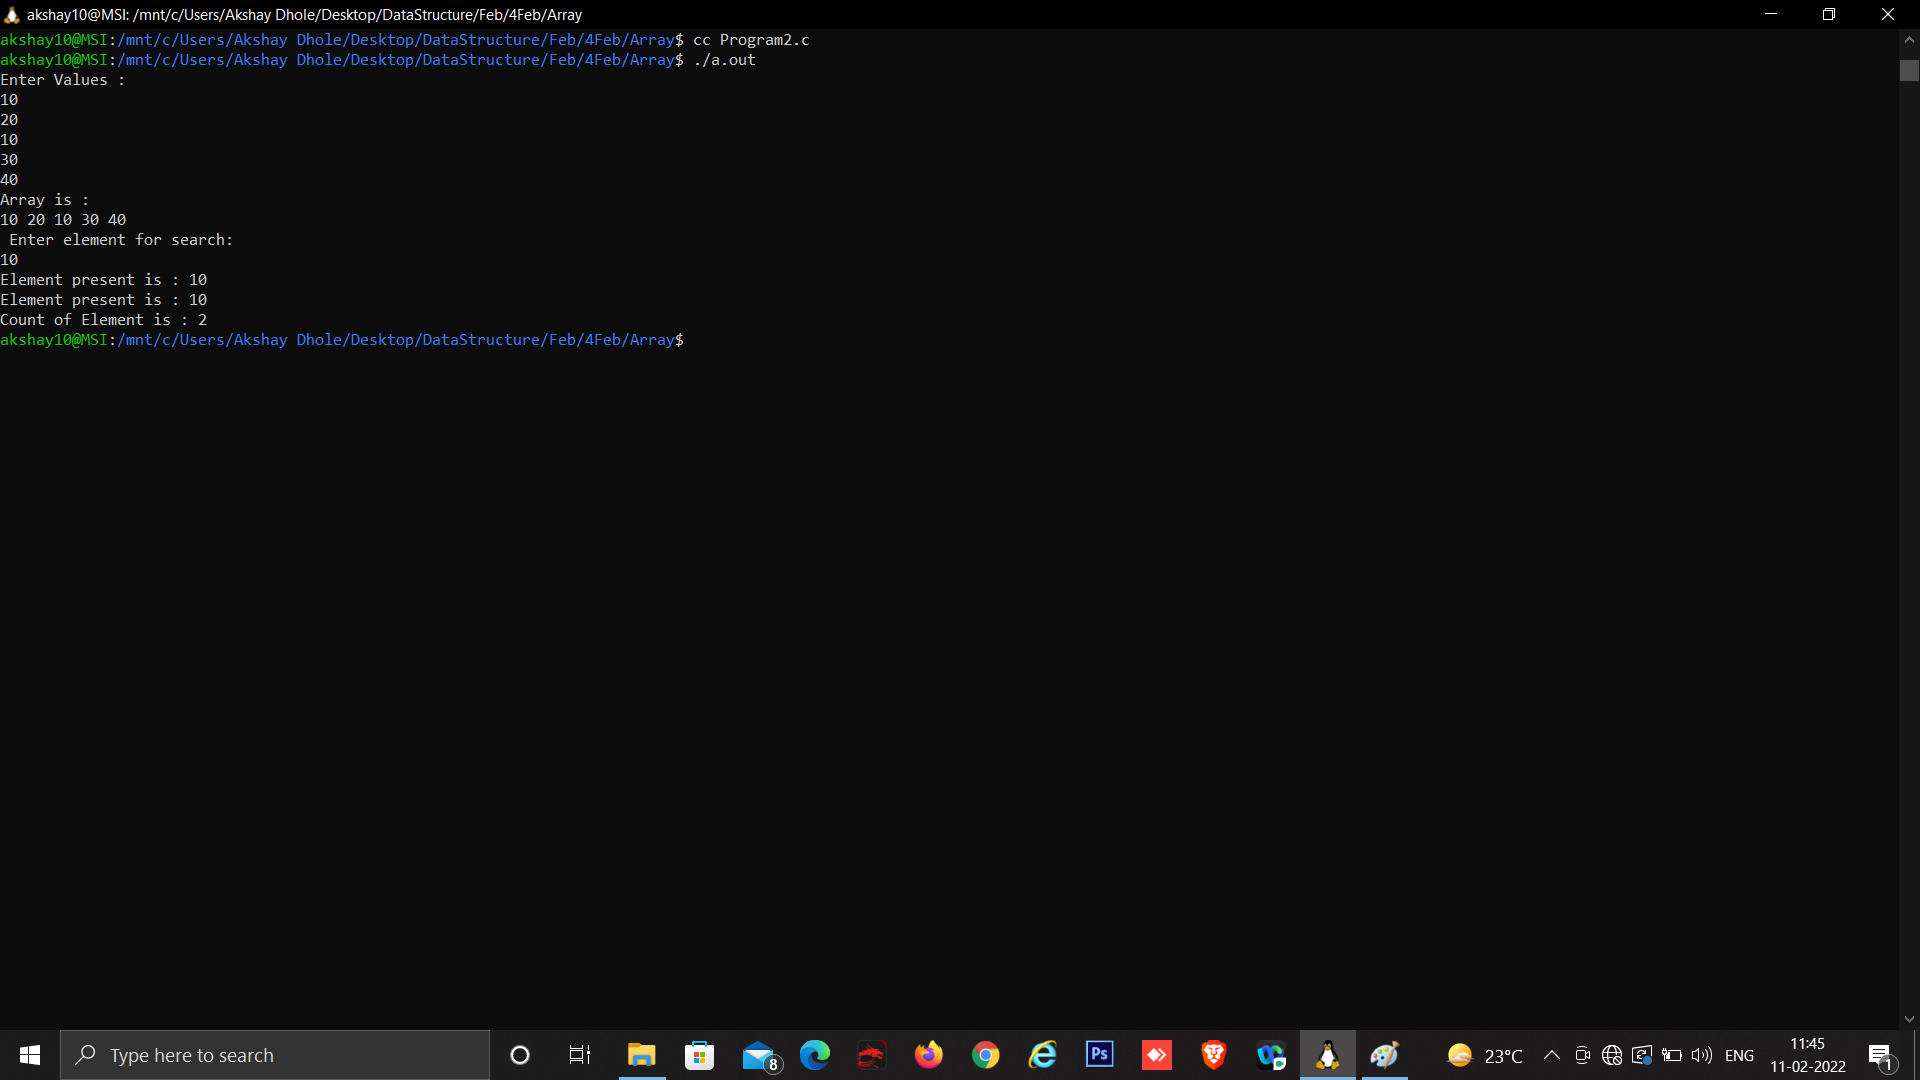 akshay10@MSI: /mnt/c/Users/Akshay Dhole/Desktop/DataStructure/Feb/4Feb/Array
akshay10@MSI:/mnt/c/Users/Akshay Dhole/Desktop/DataStructure/Feb/4Feb/Array$ cc Program2.c
akshay10@MSI:/mnt/c/Users/Akshay Dhole/Desktop/DataStructure/Feb/4Feb/Array$ ./a.out
Enter Values :
10
20
10
30
40
Array is :
10 20 10 30 40
Enter element for search:
10
Element present is : 10
Element present is : 10
Count of Element is : 2
akshay10@MSI:/mnt/c/Users/Akshay Dhole/Desktop/DataStructure/Feb/4Feb/Array$
Type here to search
8
Ps
23°C
ENG
11:45
11-02-2022
1